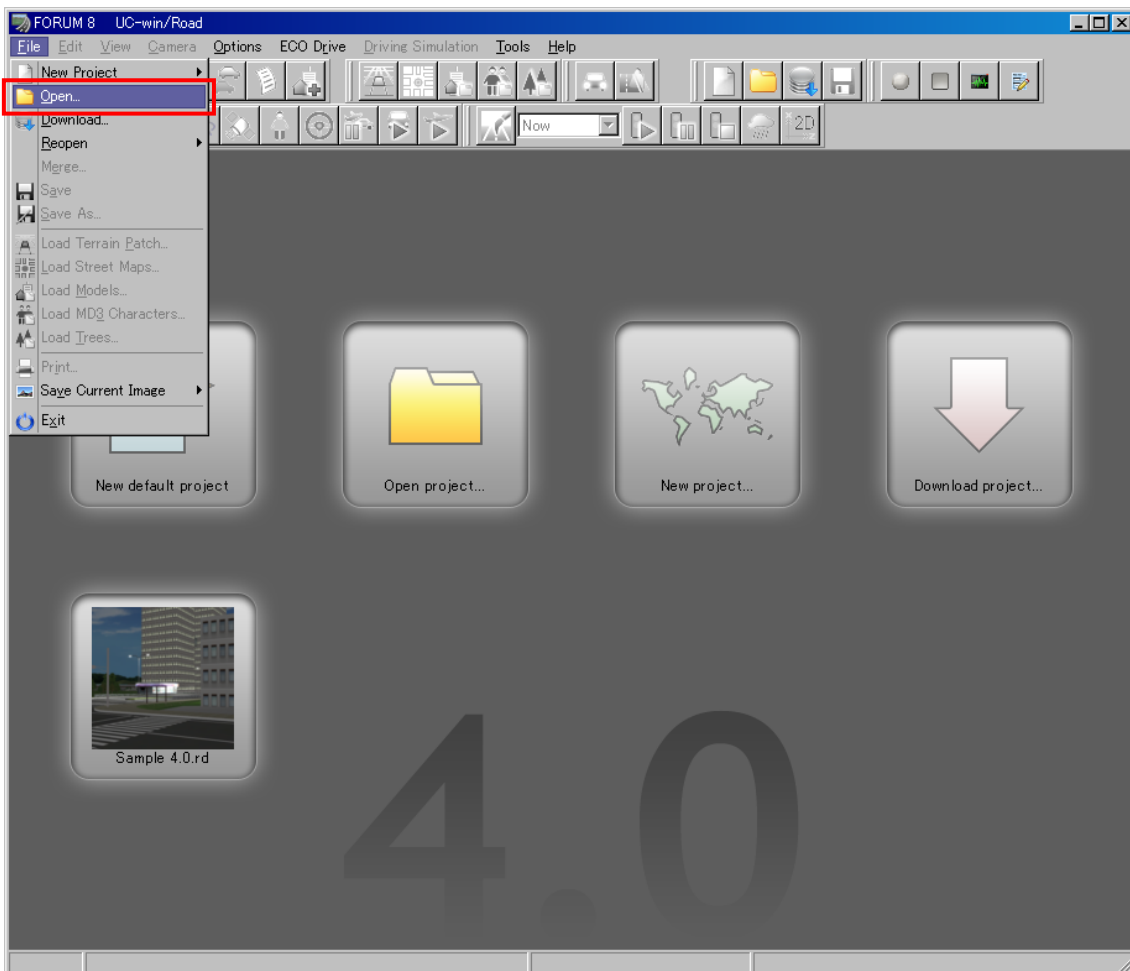 FORUM 8 UC-win/Road
File Edit View Camera Options ECO Drive Driving Simulation Tools Help
New Project
Open...
Download...
Reopen
Merge...
Save
Save As...
Load Terrain Patch...
Load Street Maps...
Load Models...
Load MD3 Characters...
Load Trees...
Print...
Save Current Image
Exit
Now
2D
New default project
Open project...
New project...
Download project...
Sample 4.0.rd
4.0